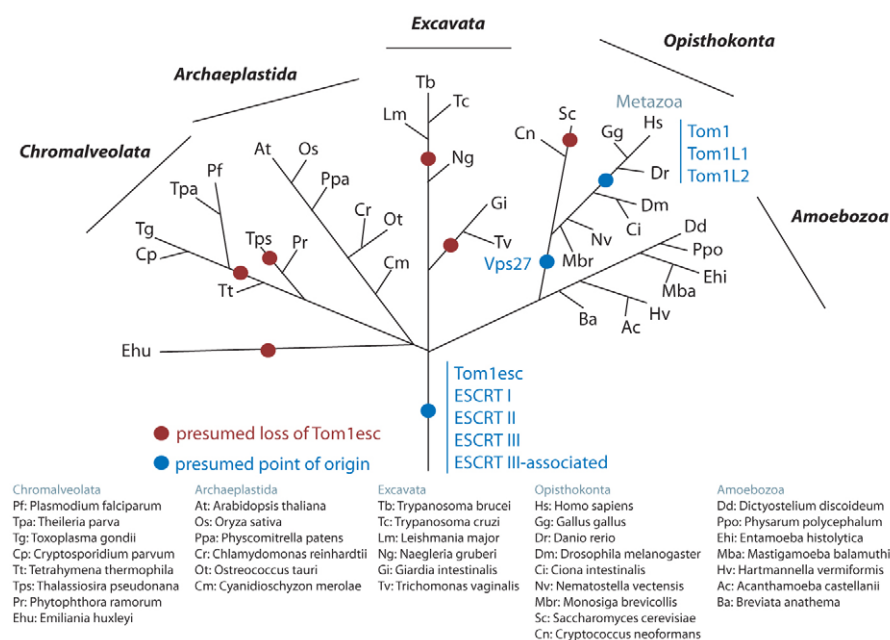 Excavata
Opisthokonta
Archaeplastida
Chromalveolata
Amoebozoa
Metazoa
Tom1
Tom1L1
Tom1L2
Tb
Tc
Lm
Ng
Gi
Tv
Sc
Cn
Hs
Gg
Dr
Dm
Ci
Nv
Mbr
Vps27
Dd
Ppo
Ehi
Mba
Hv
Ac
Ba
At
Os
Ppa
Cr
Ot
Cm
Pf
Tpa
Tg
Cp
Tps
Pr
Tt
Ehu
Tom1esc
ESCRT I
ESCRT II
ESCRT III
ESCRT III-associated
presumed loss of Tom1esc
presumed point of origin
Chromalveolata
Pf: Plasmodium falciparum
Tpa: Theileria parva
Tg: Toxoplasma gondii
Cp: Cryptosporidium parvum
Tt: Tetrahymena thermophila
Tps: Thalassiosira pseudonana
Pr: Phytophthora ramorum
Ehu: Emiliania huxleyi
Archaeplastida
At: Arabidopsis thaliana
Os: Oryza sativa
Ppa: Physcomitrella patens
Cr: Chlamydomonas reinhardtii
Ot: Ostreococcus tauri
Cm: Cyanidioschyzon merolae
Excavata
Tb: Trypanosoma brucei
Tc: Trypanosoma cruzi
Lm: Leishmania major
Ng: Naegleria gruberi
Gi: Giardia intestinalis
Tv: Trichomonas vaginalis
Opisthokonta
Hs: Homo sapiens
Gg: Gallus gallus
Dr: Danio rerio
Dm: Drosophila melanogaster
Ci: Ciona intestinalis
Nv: Nematostella vectensis
Mbr: Monosiga brevicollis
Sc: Saccharomyces cerevisiae
Cn: Cryptococcus neoformans
Amoebozoa
Dd: Dictyostelium discoideum
Ppo: Physarum polycephalum
Ehi: Entamoeba histolytica
Mba: Mastigamoeba balamuthi
Hv: Hartmannella vermiformis
Ac: Acanthamoeba castellanii
Ba: Breviata anathema